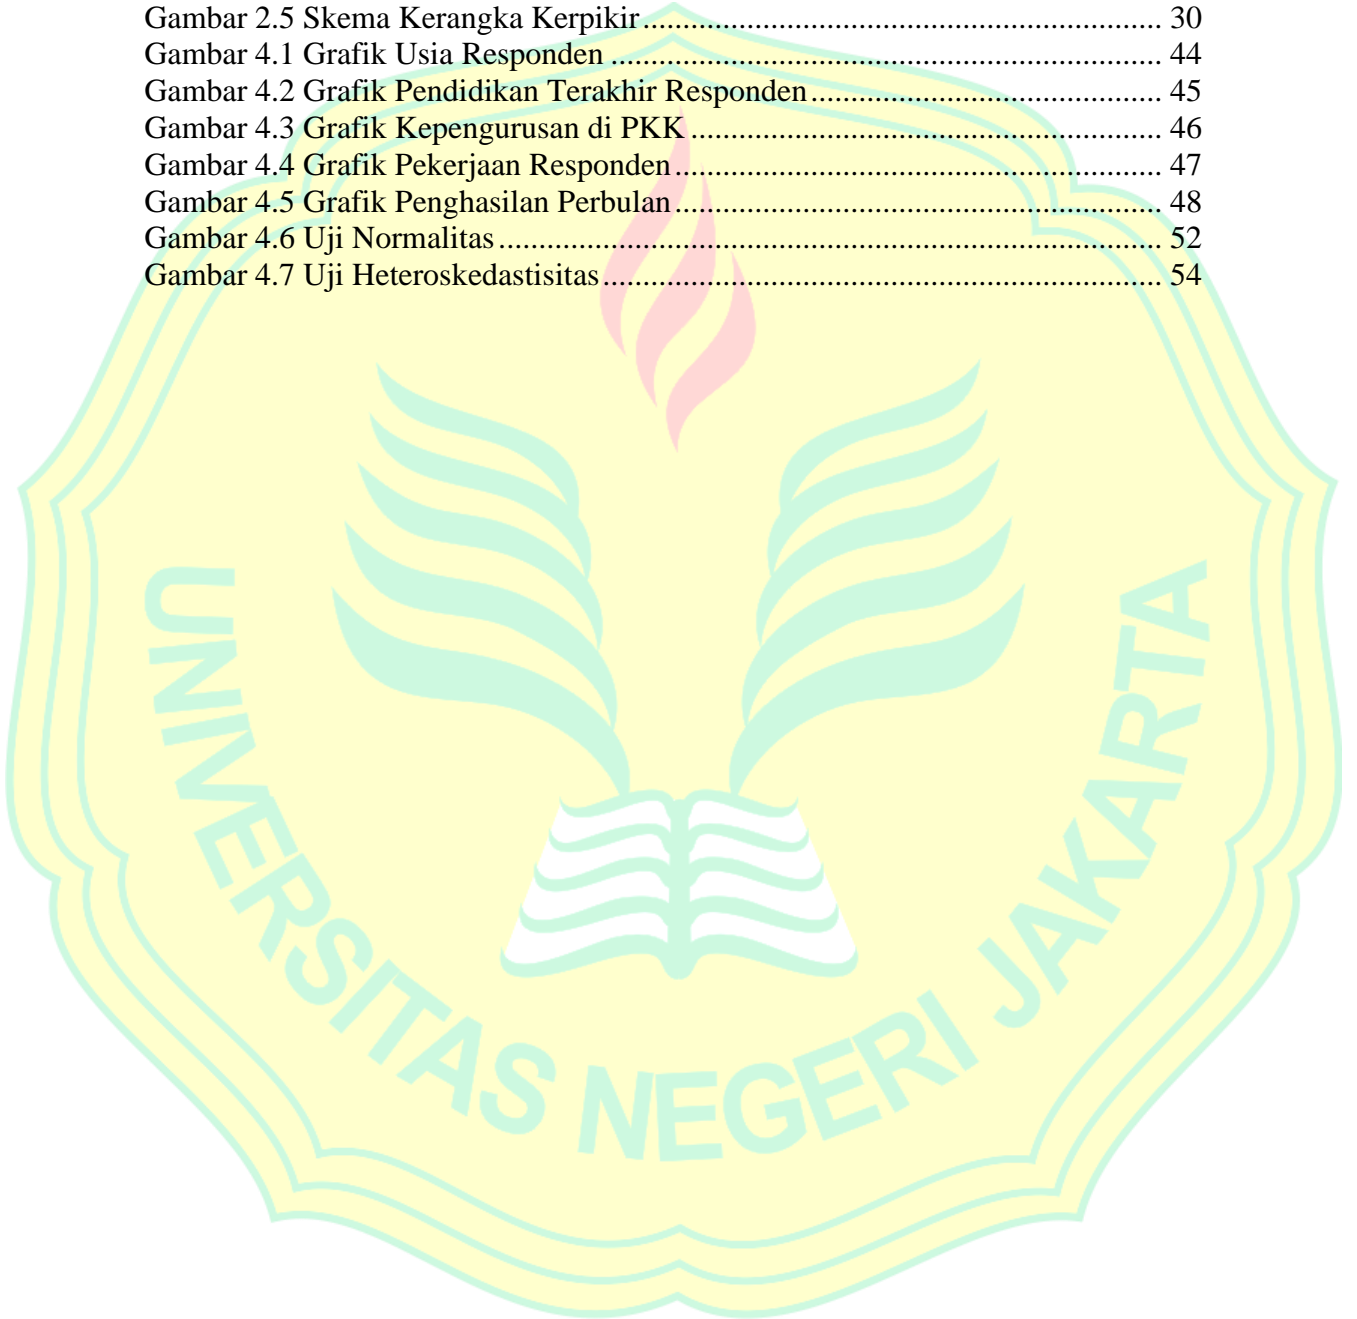 Gambar 2.5 Skema Kerangka Kerpikir ................................................................ 30
Gambar 4.1 Grafik Usia Responden .................................................................... 44
Gambar 4.2 Grafik Pendidikan Terakhir Responden ........................................... 45
Gambar 4.3 Grafik Kepengurusan di PKK .......................................................... 46
Gambar 4.4 Grafik Pekerjaan Responden ............................................................ 47
Gambar 4.5 Grafik Penghasilan Perbulan ............................................................ 48
Gambar 4.6 Uji Normalitas .................................................................................. 52
Gambar 4.7 Uji Heteroskedastisitas ..................................................................... 54
UNIVERSITAS NEGERI JAKARTA